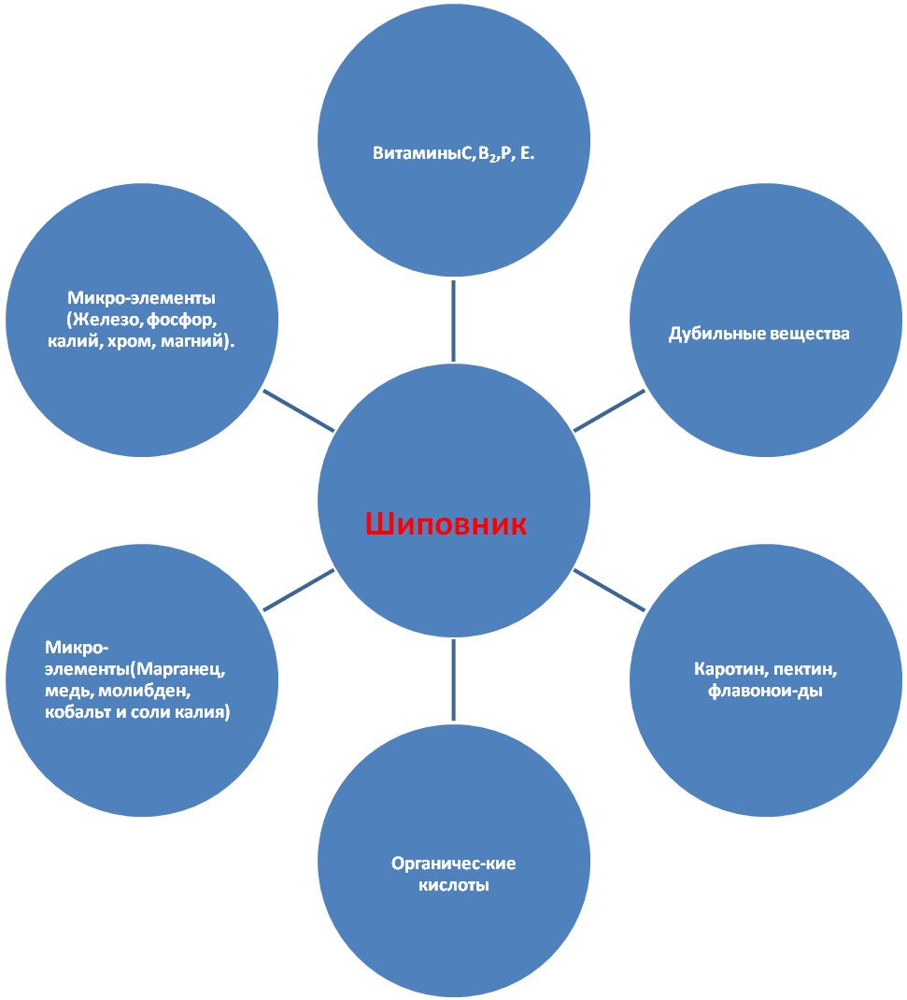 ВитаминыС,В₂,Р, Е.
Микро-элементы
(Железо, фосфор,
калий, хром, магний).
Дубильные вещества
Шиповник
Микро-
элементы(Марганец,
медь, молибден,
кобальт и соли калия)
Каротин, пектин,
флавонои-ды
Органичес-кие
кислоты